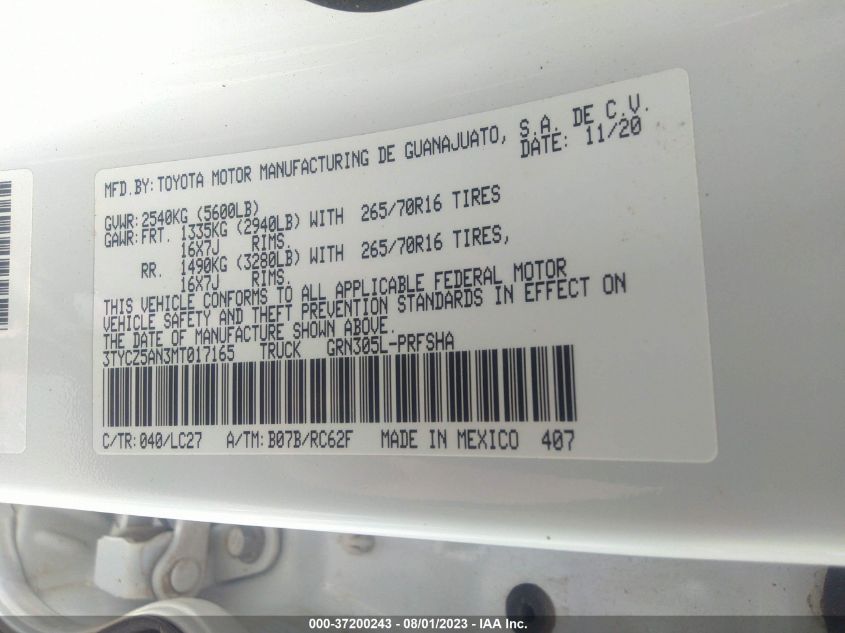 MFD.BY: TOYOTA MOTOR MANUFACTURING DE GUANAJUATO, S.A. DE C.V.
DATE: 11/20
GVWR: 2540KG (5600LB)
GAWR: FRT. 1335KG (2940LB) WITH 265/70R16 TIRES
16X7J RIMS.
RR. 1490KG (3280LB) WITH 265/70R16 TIRES,
16X7J RIMS.
THIS VEHICLE CONFORMS TO ALL APPLICABLE FEDERAL MOTOR
VEHICLE SAFETY AND THEFT PREVENTION STANDARDS IN EFFECT ON
THE DATE OF MANUFACTURE SHOWN ABOVE.
3TYCZ5AN3MT017165 TRUCK GRN305L-PRFSHA
C/TR: 040/LC27 A/TM: B07B/RC62F MADE IN MEXICO 407
000-37200243 - 08/01/2023 - IAA Inc.